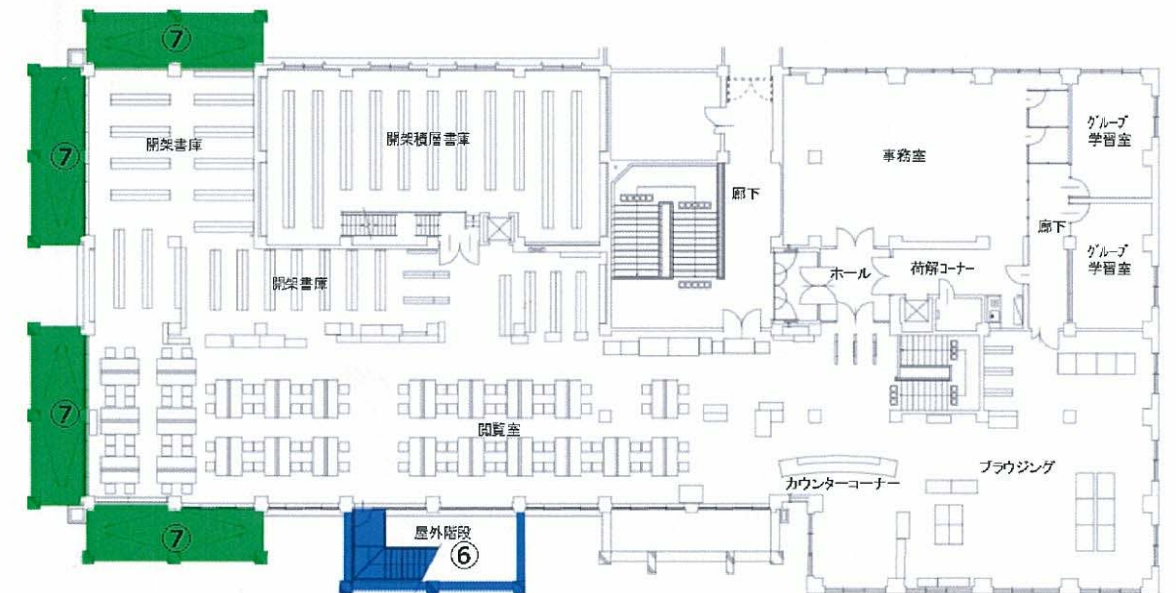 ⑦
⑦
開架書庫
開架積層書庫
事務室
グループ
学習室
廊下
廊下
グループ
学習室
ホール
荷解コーナー
開架書庫
⑦
閲覧室
ブラウジング
カウンターコーナー
⑦
屋外階段
⑥